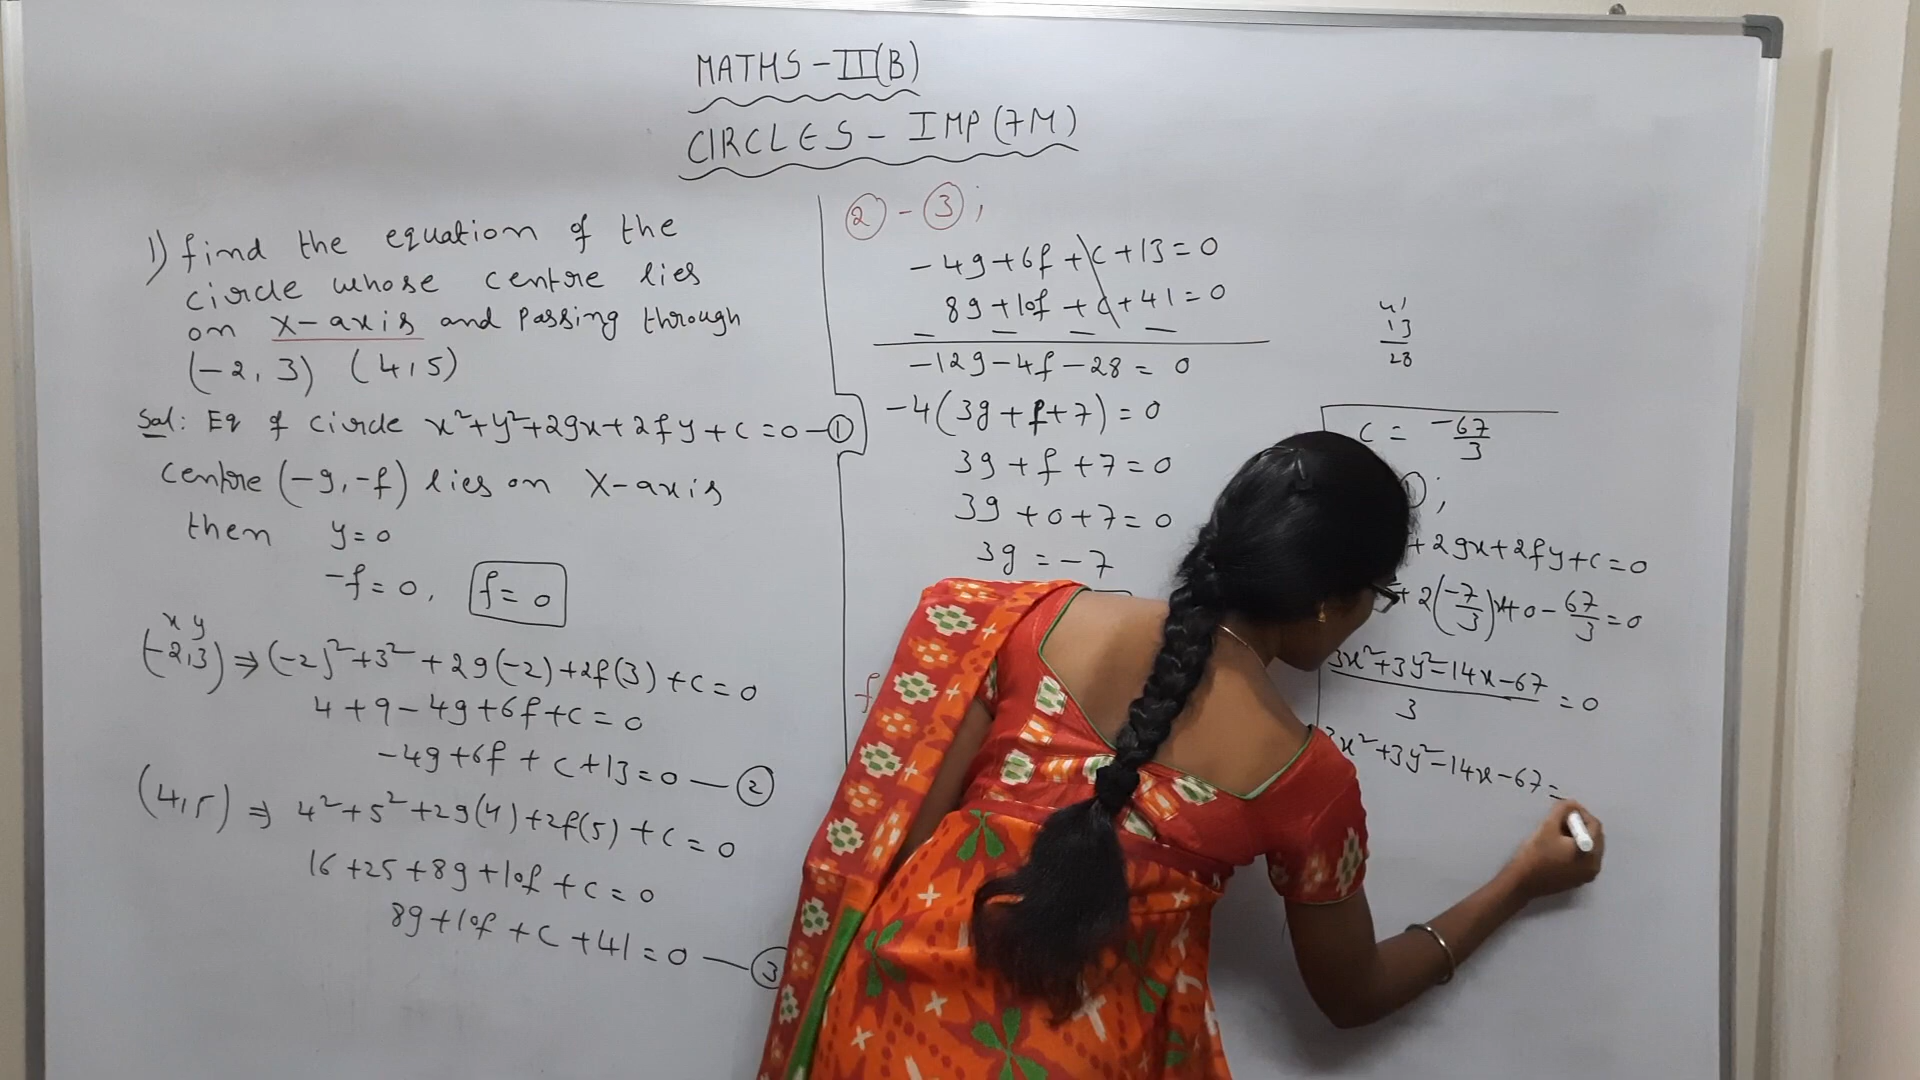 MATHS - II(B)
CIRCLES - IMP (7M)
1) find the equation of the
circle whose centre lies
on X-axis and passing through
(-2, 3) (4, 5)
Sol: Eq of circle x²+y²+2gx+2fy+c=0 - ①
Centre (-g, -f) lies on X-axis
then y=0
-f=0, f=0
x y
(-2,3) ⇒ (-2)²+3²+2g(-2)+2f(3)+c=0
4+9-4g+6f+c=0
-4g+6f+c+13=0 — ②
(4,5) ⇒ 4²+5²+2g(4)+2f(5)+c=0
16+25+8g+10f+c=0
8g+10f+c+41=0 — ③
② - ③;
-4g+6f+c+13=0
8g+10f+c+41=0
— — — —
-12g-4f-28=0
-4(3g+f+7)=0
3g+f+7=0
3g+0+7=0
3g=-7
f
41
13
28
c = -67/3
①;
+2gx+2fy+c=0
+2(-7/3)x+0-67/3=0
3x²+3y²-14x-67
3
=0
3x²+3y²-14x-67=